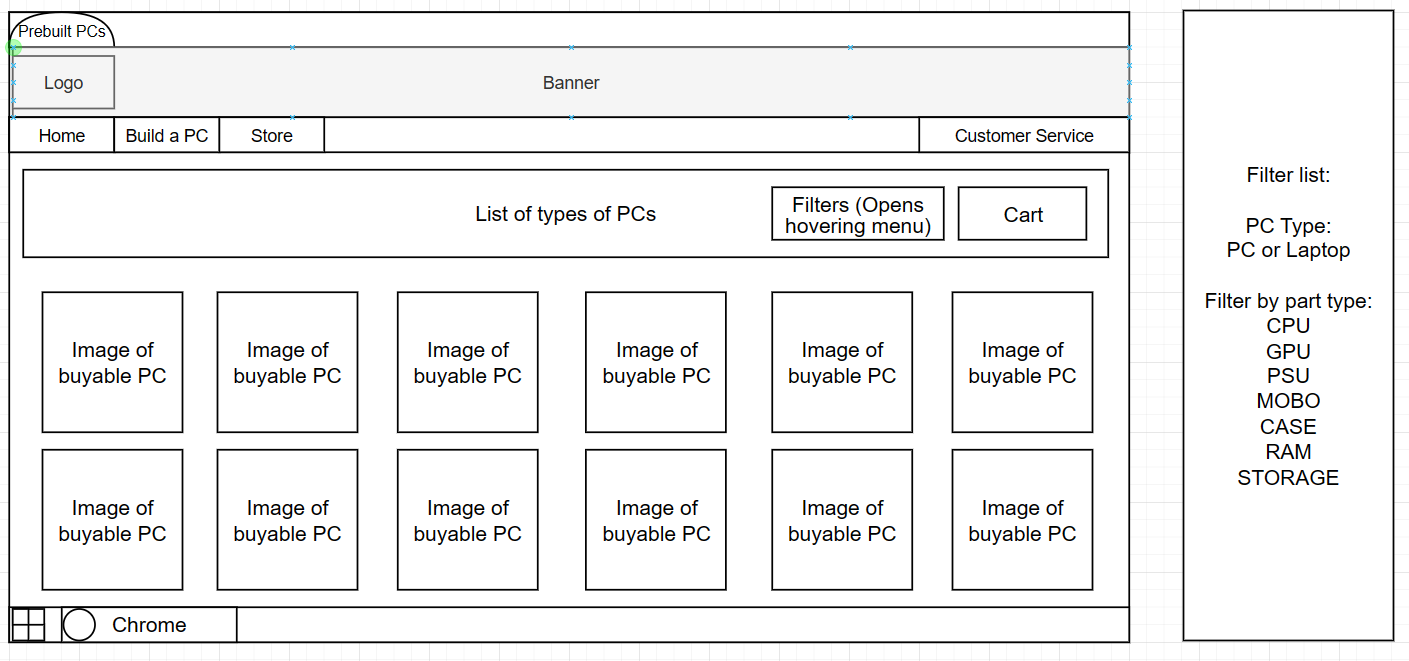 Prebuilt PCs
Logo
Banner
Home
Build a PC
Store
Customer Service
List of types of PCs
Filters (Opens
hovering menu)
Cart
Image of
buyable PC
Image of
buyable PC
Image of
buyable PC
Image of
buyable PC
Image of
buyable PC
Image of
buyable PC
Image of
buyable PC
Image of
buyable PC
Image of
buyable PC
Image of
buyable PC
Image of
buyable PC
Image of
buyable PC
Chrome
Filter list:
PC Type:
PC or Laptop
Filter by part type:
CPU
GPU
PSU
MOBO
CASE
RAM
STORAGE